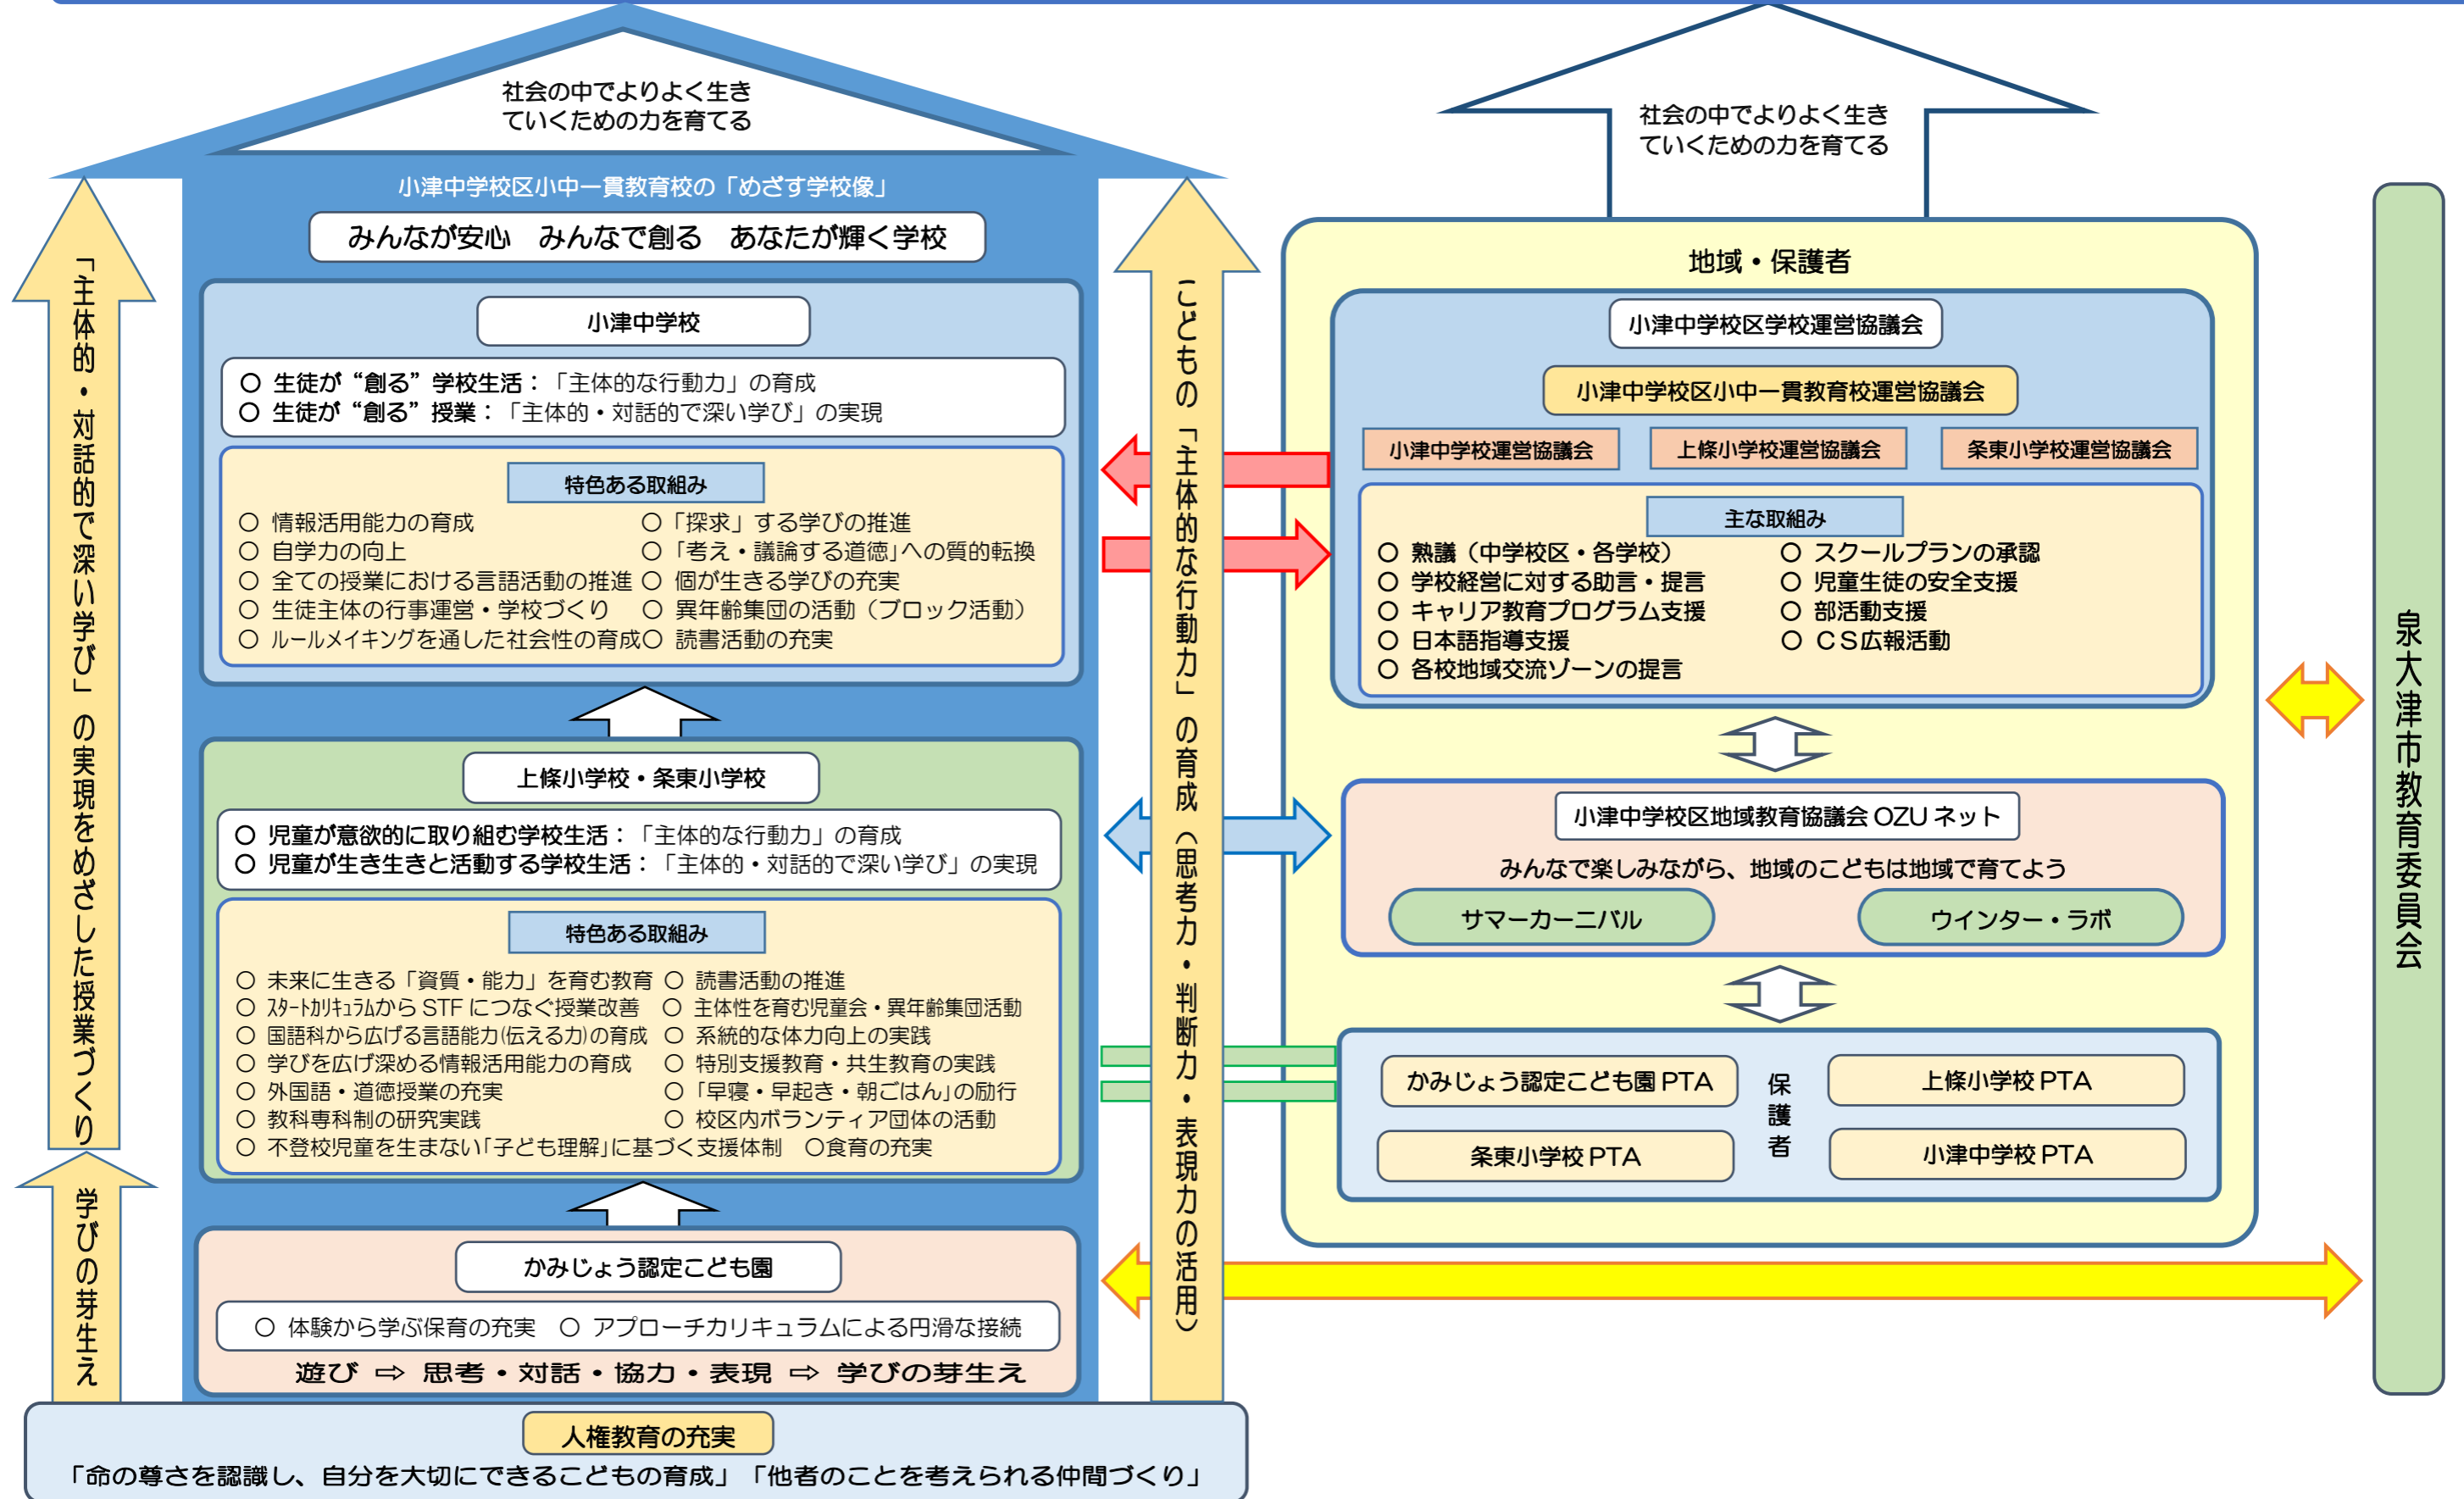 社会の中でよりよく生き
ていくための力を育てる
小津中学校区小中一貫教育校の「めざす学校像」
みんなが安心　みんなで創る　あなたが輝く学校
小津中学校
〇 生徒が“創る”学校生活：「主体的な行動力」の育成
〇 生徒が“創る”授業：「主体的・対話的で深い学び」の実現
特色ある取組み
〇 情報活用能力の育成
〇「探求」する学びの推進
〇 自学力の向上
〇「考え・議論する道徳」への質的転換
〇 全ての授業における言語活動の推進
〇 個が生きる学びの充実
〇 生徒主体の行事運営・学校づくり
〇 異年齢集団の活動（ブロック活動）
〇 ルールメイキングを通した社会性の育成
〇 読書活動の充実
上條小学校・条東小学校
〇 児童が意欲的に取り組む学校生活：「主体的な行動力」の育成
〇 児童が生き生きと活動する学校生活：「主体的・対話的で深い学び」の実現
特色ある取組み
〇 未来に生きる「資質・能力」を育む教育
〇 読書活動の推進
〇 ｽﾀｰﾄｶﾘｷｭﾗﾑから STF につなぐ授業改善
〇 主体性を育む児童会・異年齢集団活動
〇 国語科から広げる言語能力(伝える力)の育成
〇 系統的な体力向上の実践
〇 学びを広げ深める情報活用能力の育成
〇 特別支援教育・共生教育の実践
〇 外国語・道徳授業の充実
〇「早寝・早起き・朝ごはん」の励行
〇 教科専科制の研究実践
〇 校区内ボランティア団体の活動
〇 不登校児童を生まない「子ども理解」に基づく支援体制　〇食育の充実
かみじょう認定こども園
〇 体験から学ぶ保育の充実　〇 アプローチカリキュラムによる円滑な接続
遊び ⇨ 思考・対話・協力・表現 ⇨ 学びの芽生え
人権教育の充実
「命の尊さを認識し、自分を大切にできるこどもの育成」「他者のことを考えられる仲間づくり」
「主体的・対話的で深い学び」の実現をめざした授業づくり
学びの芽生え
こどもの「主体的な行動力」の育成（思考力・判断力・表現力の活用）
社会の中でよりよく生き
ていくための力を育てる
地域・保護者
小津中学校区学校運営協議会
小津中学校区小中一貫教育校運営協議会
小津中学校運営協議会
上條小学校運営協議会
条東小学校運営協議会
主な取組み
〇 熟議（中学校区・各学校）
〇 スクールプランの承認
〇 学校経営に対する助言・提言
〇 児童生徒の安全支援
〇 キャリア教育プログラム支援
〇 部活動支援
〇 日本語指導支援
〇 ＣＳ広報活動
〇 各校地域交流ゾーンの提言
小津中学校区地域教育協議会 OZU ネット
みんなで楽しみながら、地域のこどもは地域で育てよう
サマーカーニバル
ウインター・ラボ
かみじょう認定こども園 PTA
上條小学校 PTA
保護者
条東小学校 PTA
小津中学校 PTA
泉大津市教育委員会